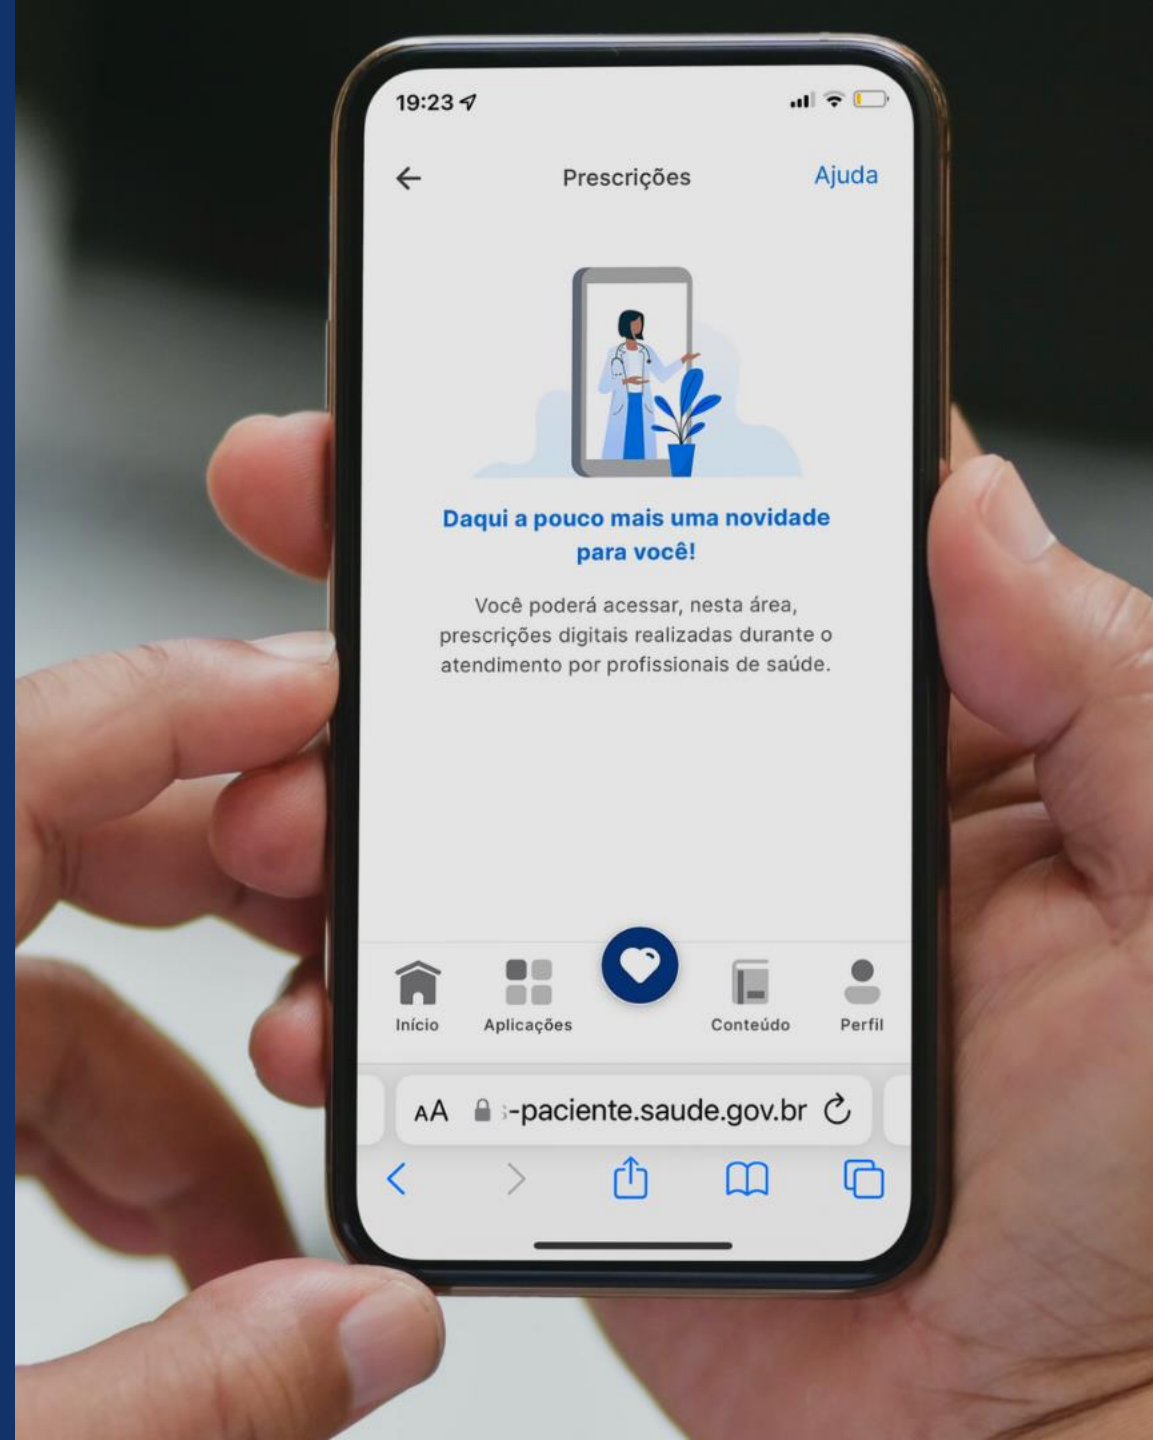 19:23
Prescrições
Ajuda
Daqui a pouco mais uma novidade
para você!
Você poderá acessar, nesta área,
prescrições digitais realizadas durante o
atendimento por profissionais de saúde.
Início
Aplicações
Conteúdo
Perfil
AA
-paciente.saude.gov.br